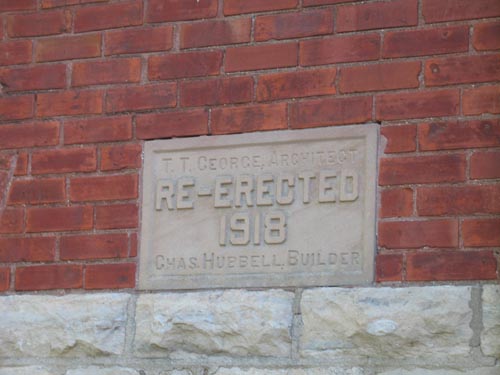 T. T. GEORGE, ARCHITECT
RE-ERECTED
1918
CHAS. HUBBELL, BUILDER